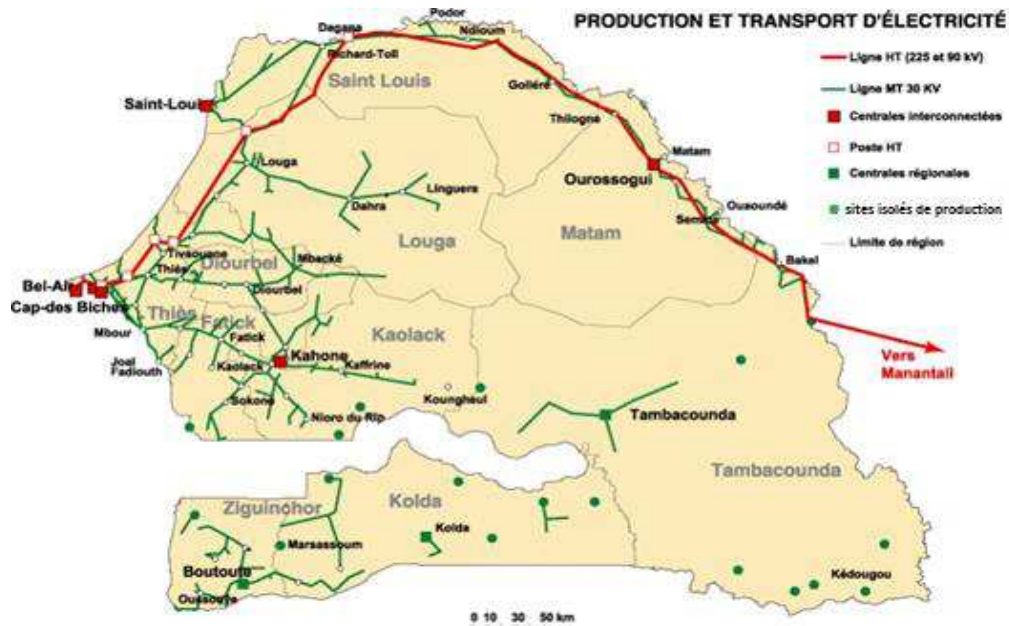 PRODUCTION ET TRANSPORT D'ÉLECTRICITÉ
Ligne HT (225 et 90 kV)
Ligne MT 30 KV
Centrales interconnectées
Poste HT
Centrales régionales
sites isolés de production
Limite de région
Podor
Dagana
Ndioum
Richard-Toll
Saint Louis
Golléré
Saint-Louis
Thilogne
Matam
Louga
Ourossogui
Linguere
Dahra
Ouaoundé
Semme
Louga
Matam
Tivaouane
Mbacké
Bakel
Diourbel
Thiès
Bel-Air
Diourbel
Cap-des Biches
Thiès
Fatick
Mbour
Kaolack
Fatick
Vers
Manantali
Joal
Fadiouth
Kaolack
Kahone
Kaffrine
Sokone
Koungheul
Nioro du Rip
Tambacounda
Tambacounda
Ziguinchor
Kolda
Kolda
Marsassoum
Boutoute
Kédougou
Oussouye
0 10 30 50 km